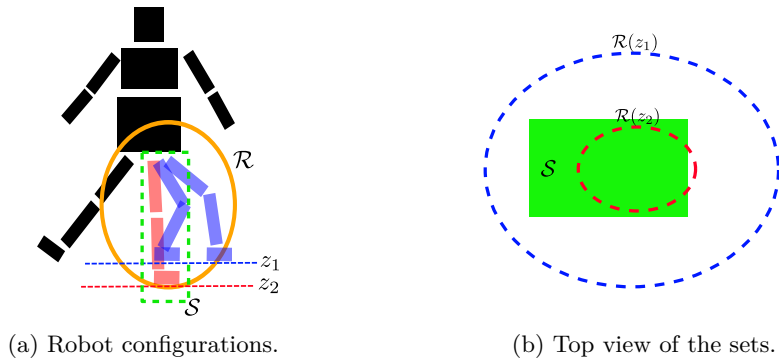 ℛ
z₁
z₂
𝒮
(a) Robot configurations.
ℛ(z₁)
ℛ(z₂)
𝒮
(b) Top view of the sets.